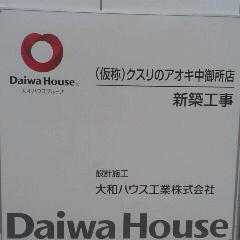 Daiwa House®
大和ハウスグループ
(仮称)クスリのアオキ中御所店
新築工事
設計施工
大和ハウス工業株式会社
Daiwa House